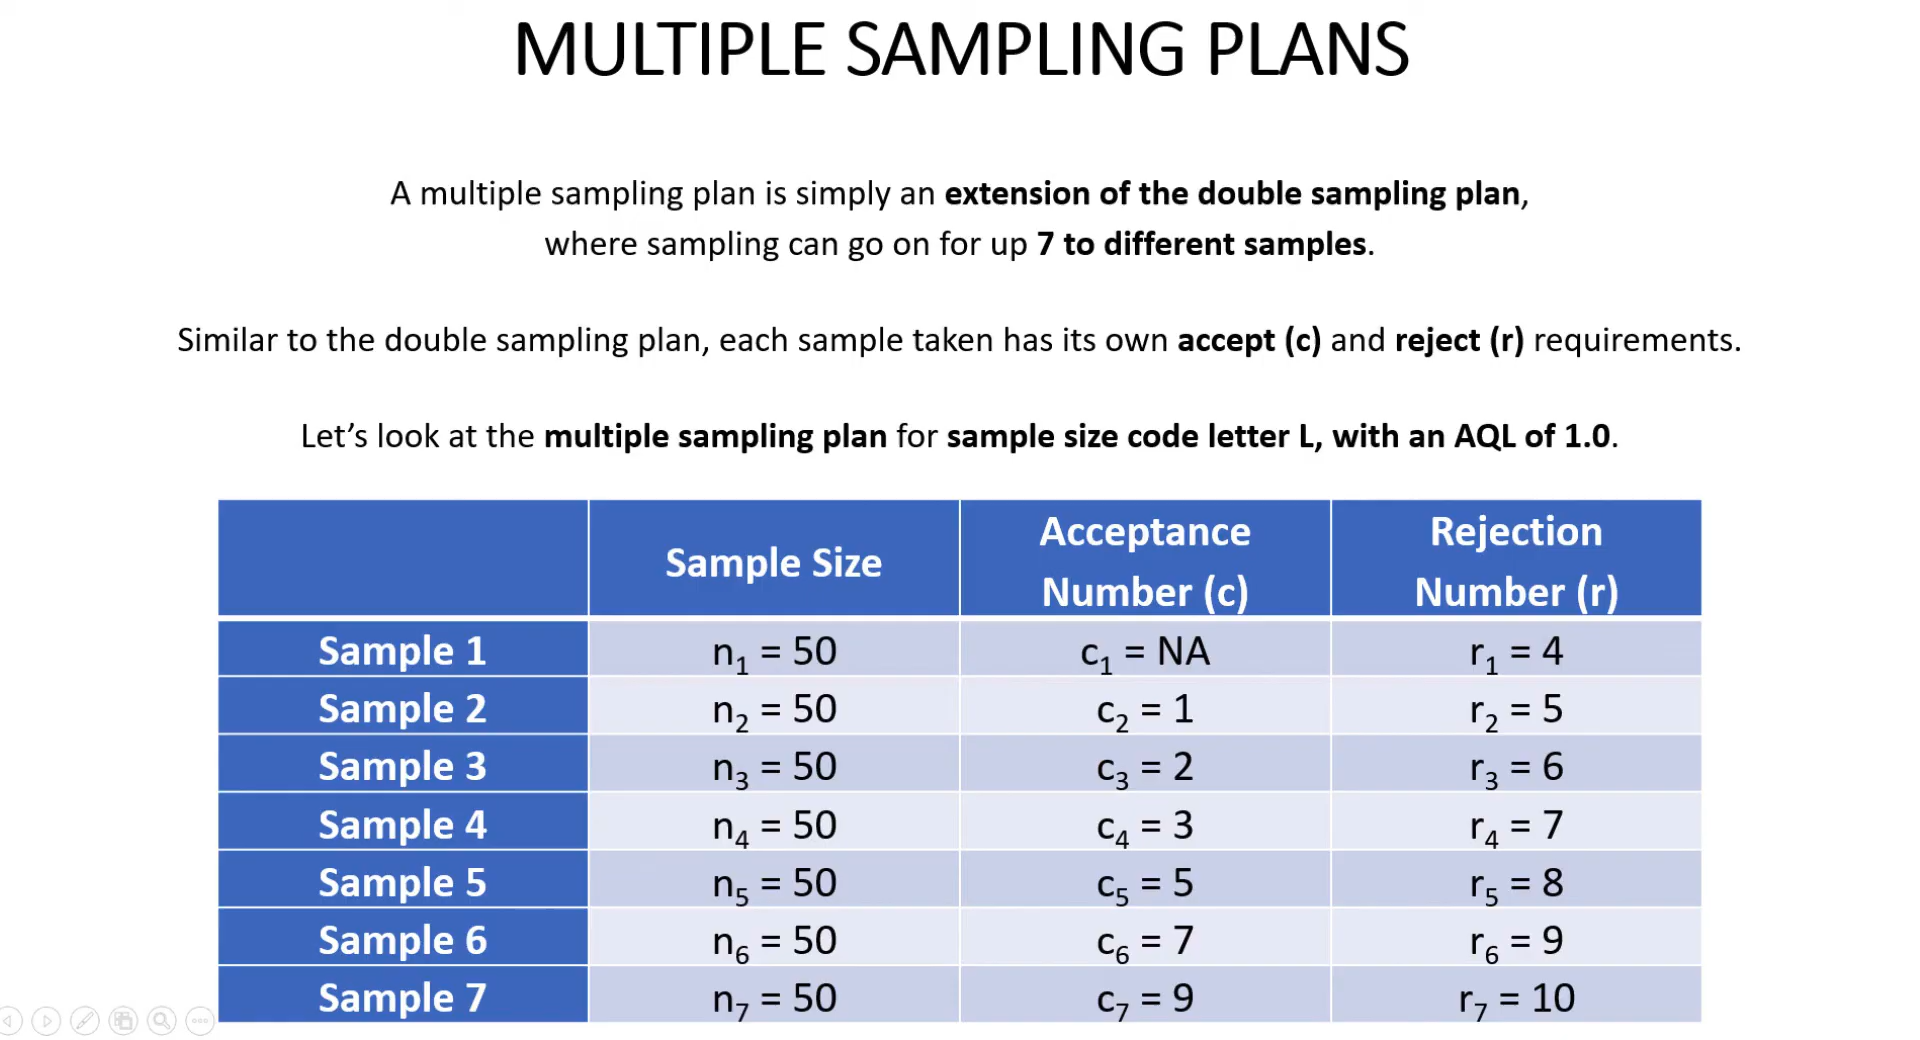 MULTIPLE SAMPLING PLANS
A multiple sampling plan is simply an extension of the double sampling plan,
where sampling can go on for up 7 to different samples.
Similar to the double sampling plan, each sample taken has its own accept (c) and reject (r) requirements.
Let's look at the multiple sampling plan for sample size code letter L, with an AQL of 1.0.
Sample Size
Acceptance
Number (c)
Rejection
Number (r)
Sample 1 n₁ = 50 c₁ = NA r₁ = 4
Sample 2 n₂ = 50 c₂ = 1 r₂ = 5
Sample 3 n₃ = 50 c₃ = 2 r₃ = 6
Sample 4 n₄ = 50 c₄ = 3 r₄ = 7
Sample 5 n₅ = 50 c₅ = 5 r₅ = 8
Sample 6 n₆ = 50 c₆ = 7 r₆ = 9
Sample 7 n₇ = 50 c₇ = 9 r₇ = 10